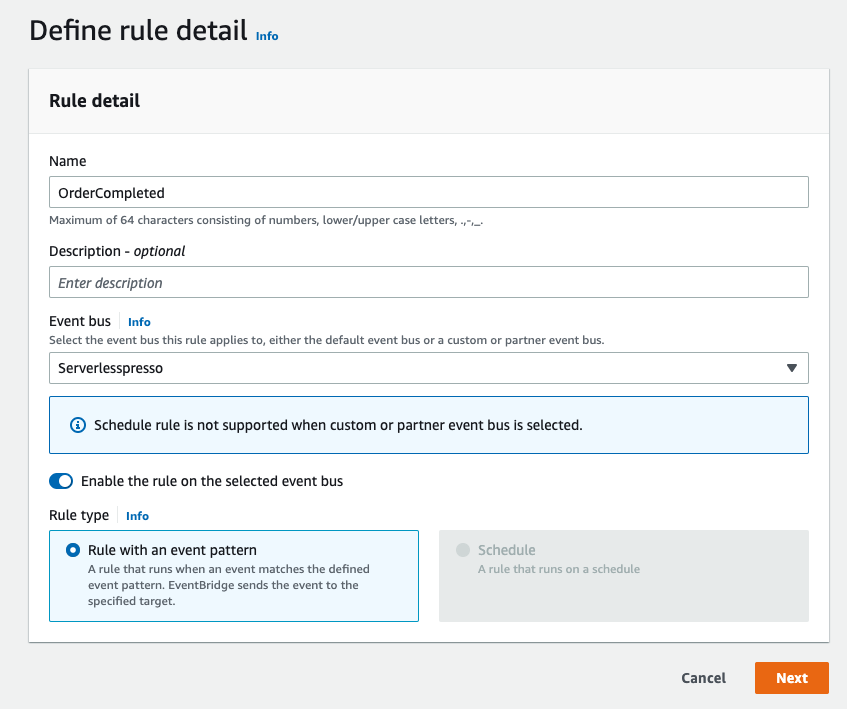 Define rule detail Info
Rule detail
Name
OrderCompleted
Maximum of 64 characters consisting of numbers, lower/upper case letters, .,-,_.
Description - optional
Enter description
Event bus Info
Select the event bus this rule applies to, either the default event bus or a custom or partner event bus.
Serverlesspresso
Schedule rule is not supported when custom or partner event bus is selected.
Enable the rule on the selected event bus
Rule type Info
Rule with an event pattern
A rule that runs when an event matches the defined
event pattern. EventBridge sends the event to the
specified target.
Schedule
A rule that runs on a schedule
Cancel Next